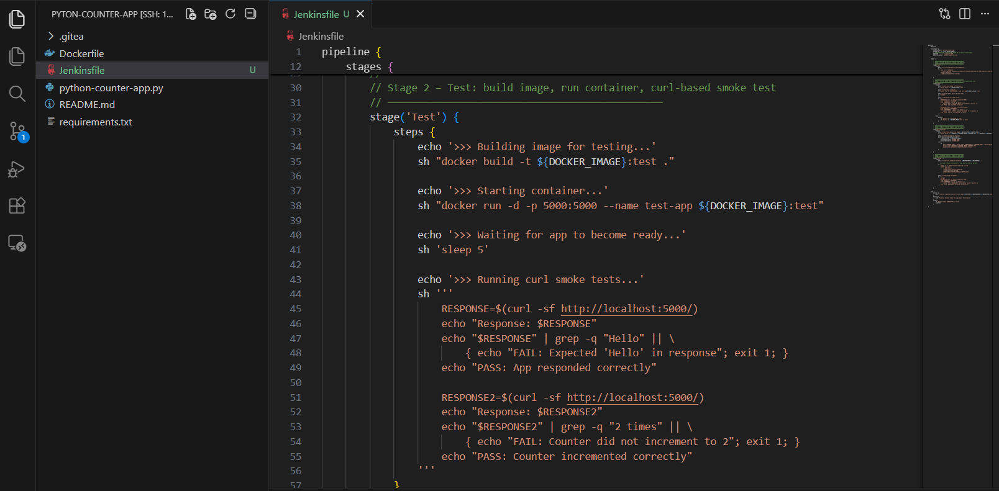 PYTON-COUNTER-APP [SSH: 1...
.gitea
Dockerfile
Jenkinsfile U
python-counter-app.py
README.md
requirements.txt
1
Jenkinsfile U
Jenkinsfile
1 pipeline {
12 stages {
29 //
30 // Stage 2 – Test: build image, run container, curl-based smoke test
31 // ──────────────────────────────────────────────
32 stage('Test') {
33 steps {
34 echo '>>> Building image for testing...'
35 sh "docker build -t ${DOCKER_IMAGE}:test ."
36
37 echo '>>> Starting container...'
38 sh "docker run -d -p 5000:5000 --name test-app ${DOCKER_IMAGE}:test"
39
40 echo '>>> Waiting for app to become ready...'
41 sh 'sleep 5'
42
43 echo '>>> Running curl smoke tests...'
44 sh '''
45 RESPONSE=$(curl -sf http://localhost:5000/)
46 echo "Response: $RESPONSE"
47 echo "$RESPONSE" | grep -q "Hello" || \
48 { echo "FAIL: Expected 'Hello' in response"; exit 1; }
49 echo "PASS: App responded correctly"
50
51 RESPONSE2=$(curl -sf http://localhost:5000/)
52 echo "Response: $RESPONSE2"
53 echo "$RESPONSE2" | grep -q "2 times" || \
54 { echo "FAIL: Counter did not increment to 2"; exit 1; }
55 echo "PASS: Counter incremented correctly"
56 '''
57 }